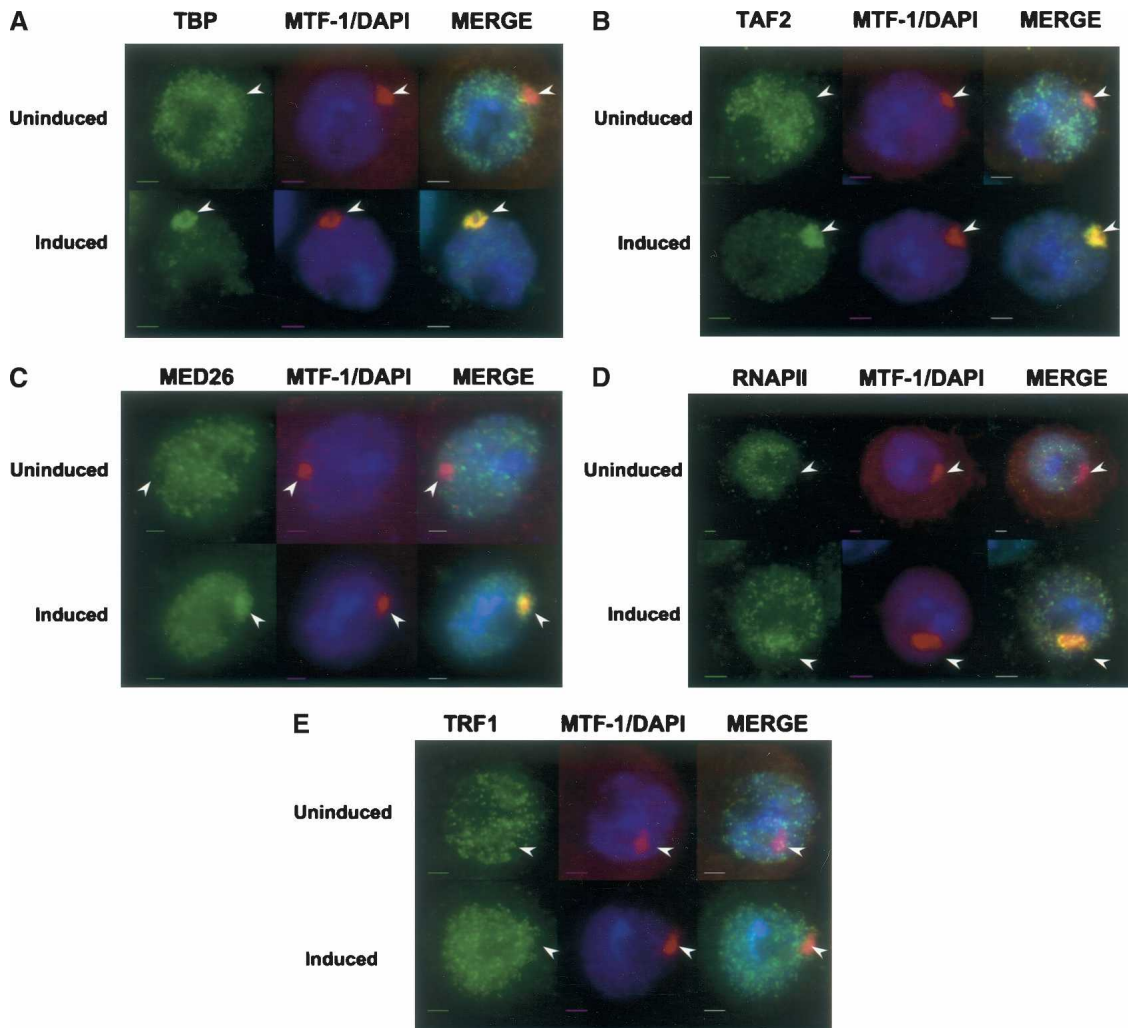 A TBP MTF-1/DAPI MERGE
Uninduced
Induced
B TAF2 MTF-1/DAPI MERGE
Uninduced
Induced
C MED26 MTF-1/DAPI MERGE
Uninduced
Induced
D RNAPII MTF-1/DAPI MERGE
Uninduced
Induced
E TRF1 MTF-1/DAPI MERGE
Uninduced
Induced